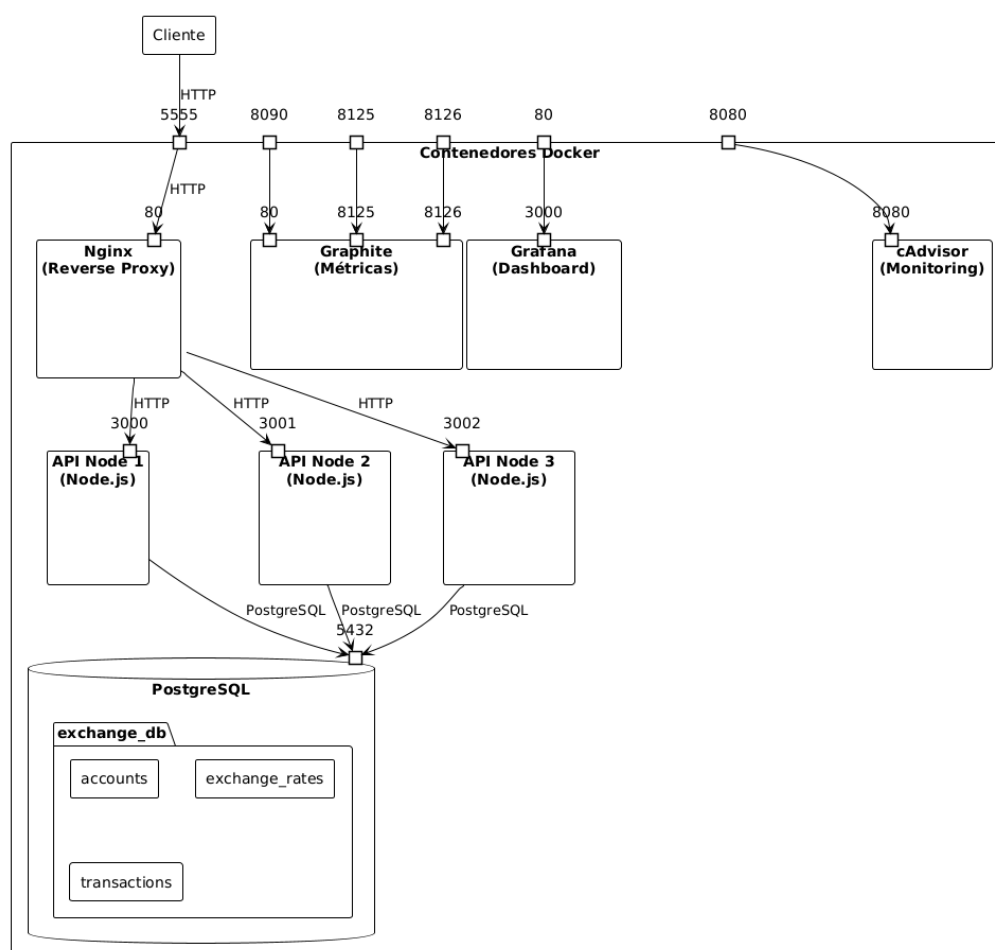 Cliente
HTTP
5555
8090
8125
8126
80
8080
Contenedores Docker
HTTP
80
80
8125
8126
3000
8080
Nginx
(Reverse Proxy)
Graphite
(Métricas)
Grafana
(Dashboard)
cAdvisor
(Monitoring)
HTTP
HTTP
HTTP
3000
3001
3002
API Node 1
(Node.js)
API Node 2
(Node.js)
API Node 3
(Node.js)
PostgreSQL
PostgreSQL
PostgreSQL
5432
PostgreSQL
exchange_db
accounts
exchange_rates
transactions